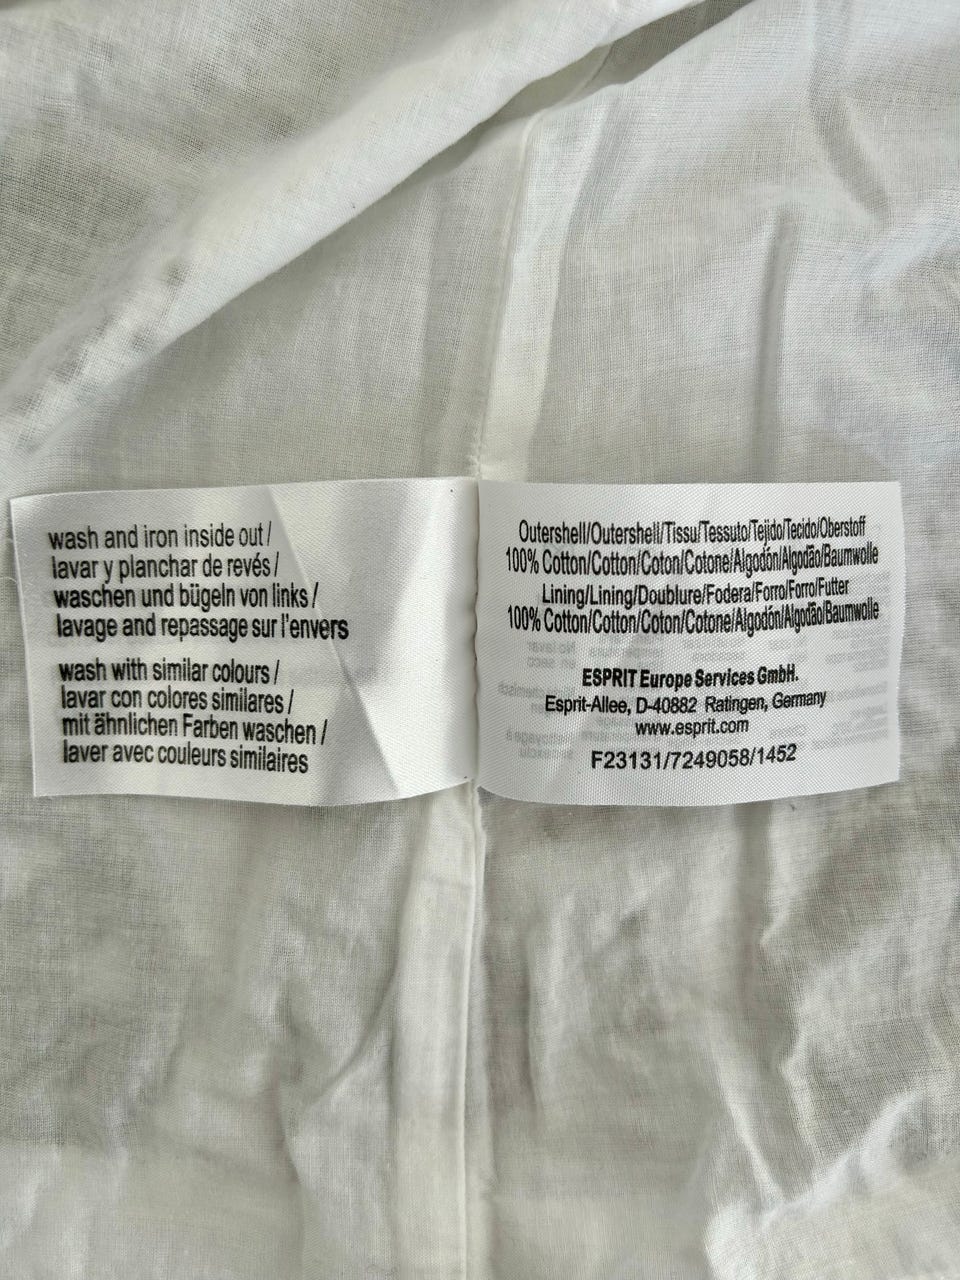 wash and iron inside out /
lavar y planchar de revés /
waschen und bügeln von links /
lavage and repassage sur l'envers
wash with similar colours /
lavar con colores similares /
mit ähnlichen Farben waschen /
laver avec couleurs similaires
Outershell/Outershell/Tissu/Tessuto/Tejido/Tecido/Oberstoff
100% Cotton/Cotton/Coton/Cotone/Algodón/Algodão/Baumwolle
Lining/Lining/Doublure/Fodera/Forro/Forro/Futter
100% Cotton/Cotton/Coton/Cotone/Algodón/Algodão/Baumwolle
ESPRIT Europe Services GmbH.
Esprit-Allee, D-40882 Ratingen, Germany
www.esprit.com
F23131/7249058/1452